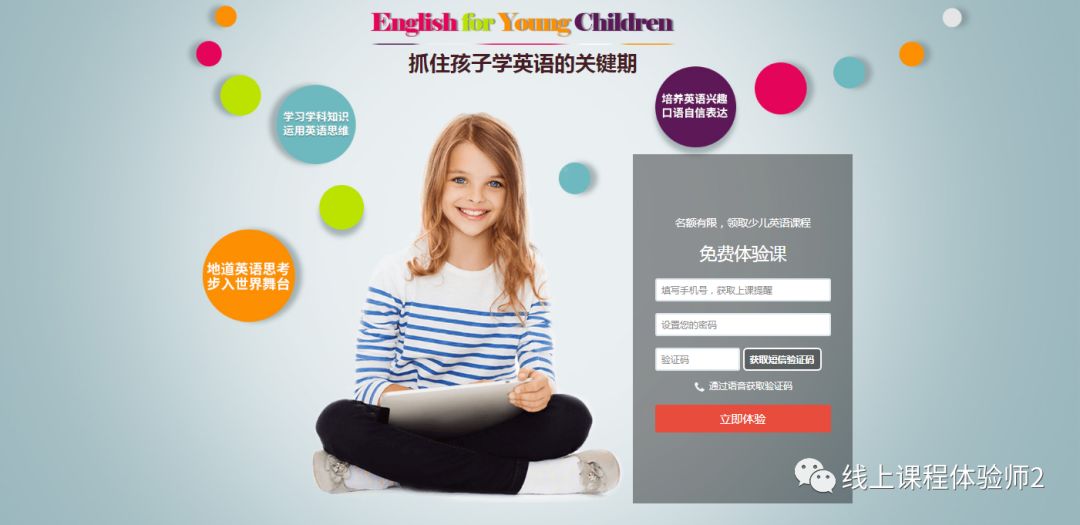 English for Young Children
抓住孩子学英语的关键期
学习学科知识
运用英语思维
培养英语兴趣
口语自信表达
地道英语思考
步入世界舞台
名额有限，领取少儿英语课程
免费体验课
填写手机号，获取上课提醒
设置您的密码
验证码
获取短信验证码
通过语音获取验证码
立即体验
线上课程体验师2